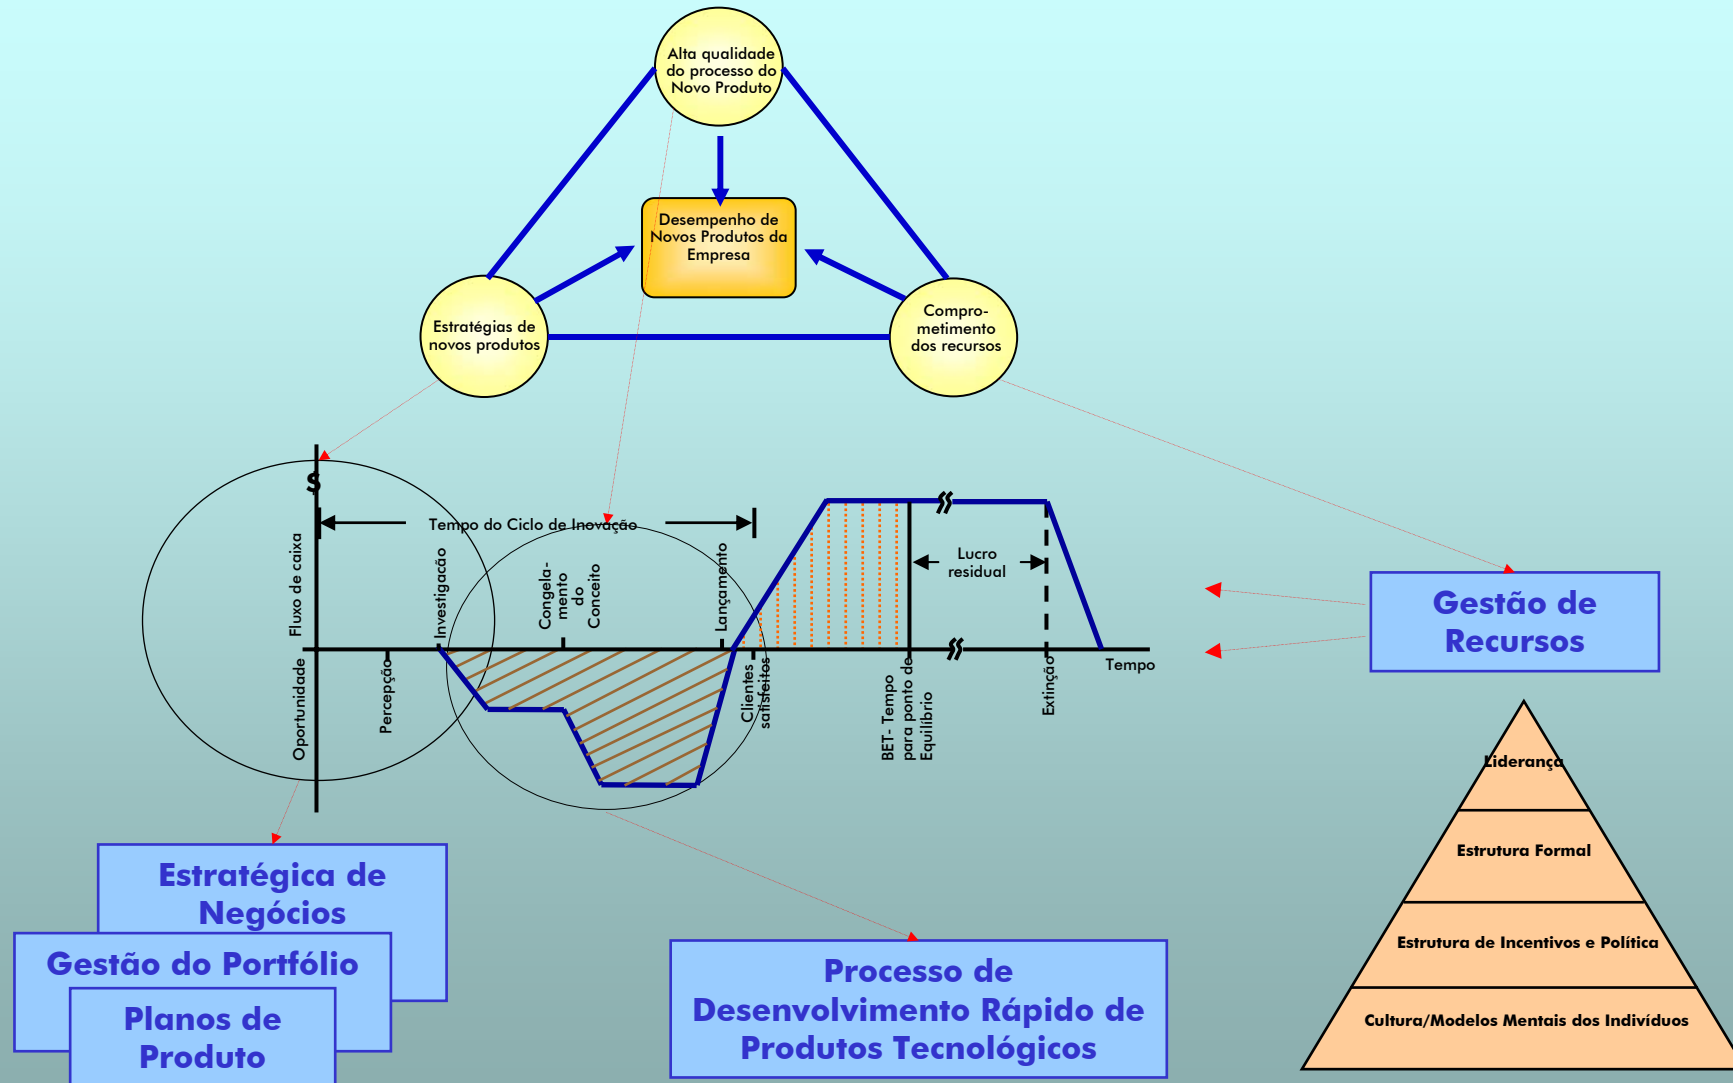 Alta qualidade
do processo do
Novo Produto
Desempenho de
Novos Produtos da
Empresa
Estratégias de
novos produtos
Compro-
metimento
dos recursos
$
Fluxo de caixa
Oportunidade
Tempo do Ciclo de Inovação
Percepção
Investigacão
Congela-
mento
do
Conceito
Lançamento
Clientes
satisfeitos
BET- Tempo
para ponto de
Equilíbrio
Lucro
residual
Extinção
Tempo
Gestão de
Recursos
Liderança
Estrutura Formal
Estrutura de Incentivos e Política
Cultura/Modelos Mentais dos Indivíduos
Estratégica de
Negócios
Gestão do Portfólio
Planos de
Produto
Processo de
Desenvolvimento Rápido de
Produtos Tecnológicos